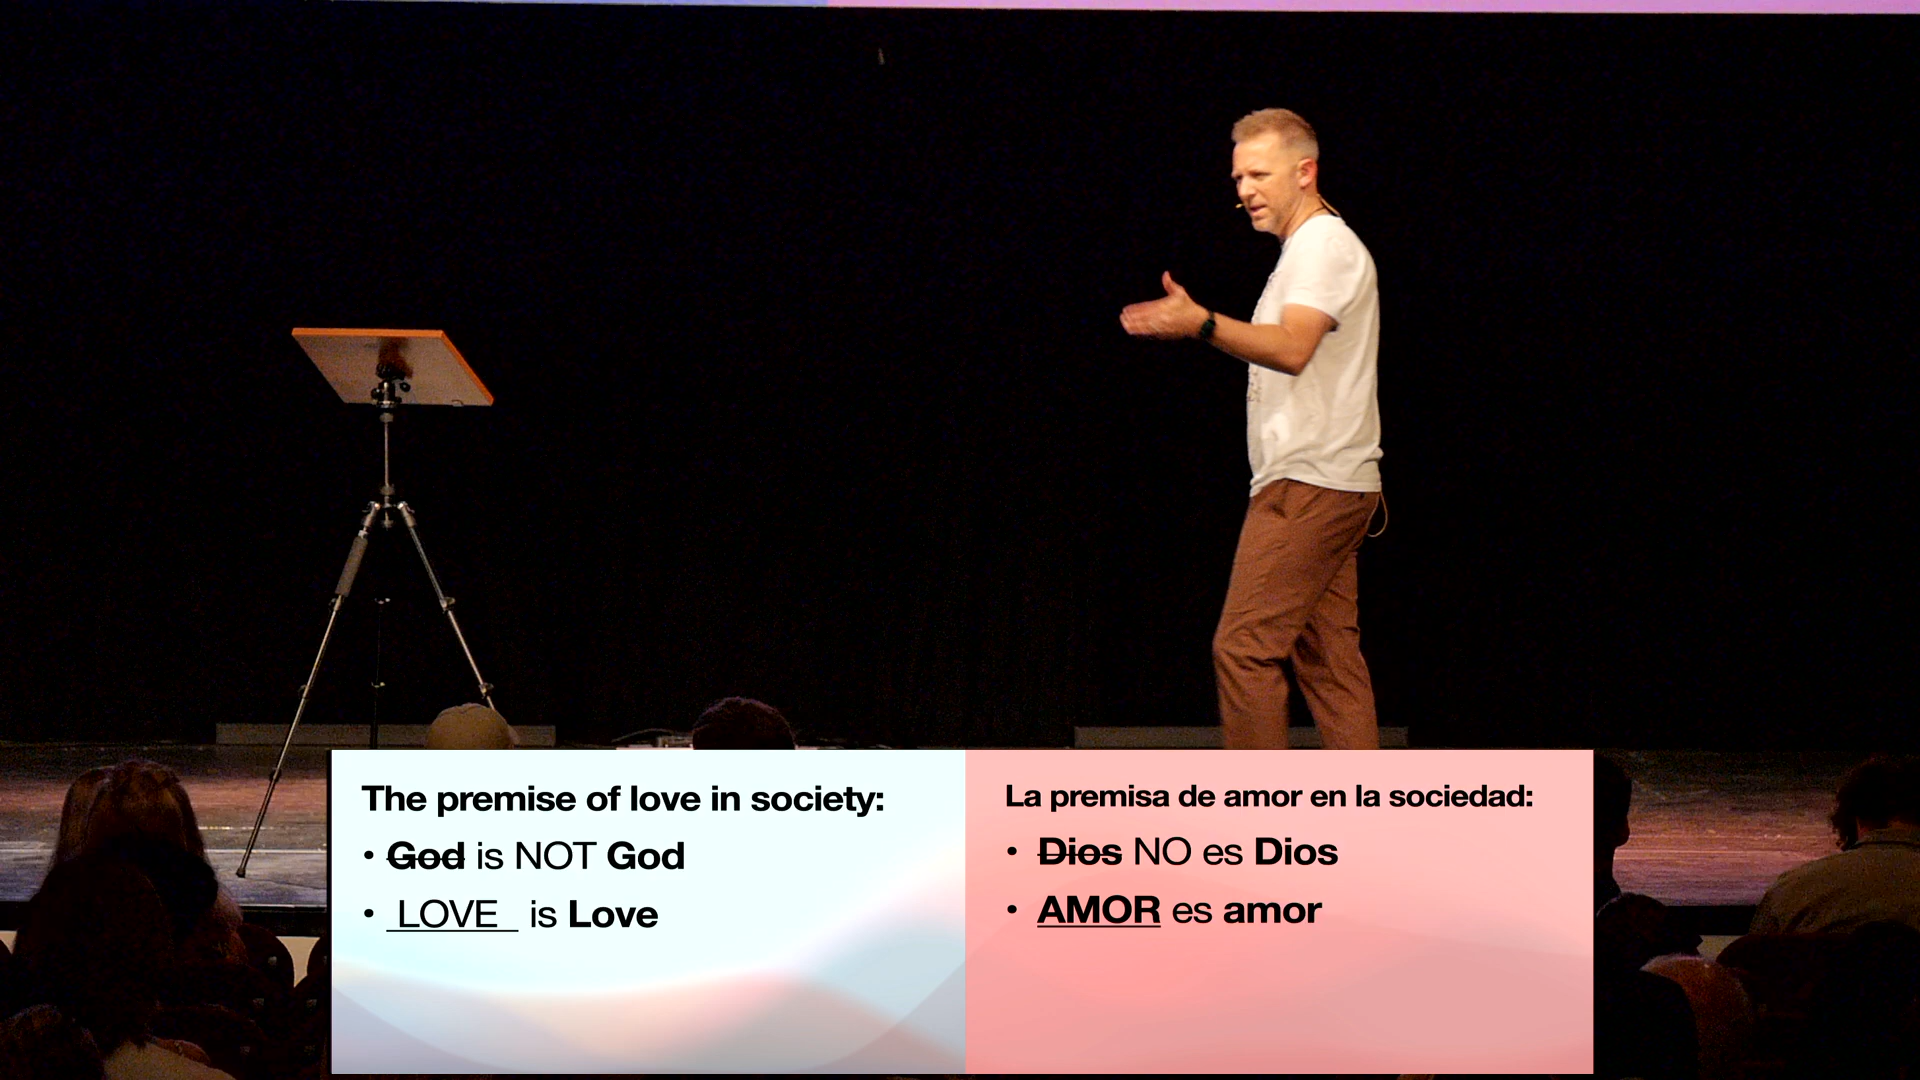 The premise of love in society:
• God is NOT God
• LOVE is Love
La premisa de amor en la sociedad:
• Dios NO es Dios
• AMOR es amor